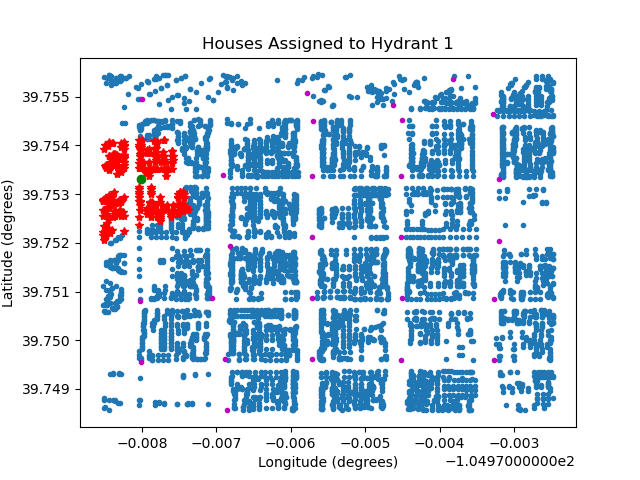 Houses Assigned to Hydrant 1
Latitude (degrees)
39.755
39.754
39.753
39.752
39.751
39.750
39.749
−0.008 −0.007 −0.006 −0.005 −0.004 −0.003
Longitude (degrees)
−1.0497000000e2